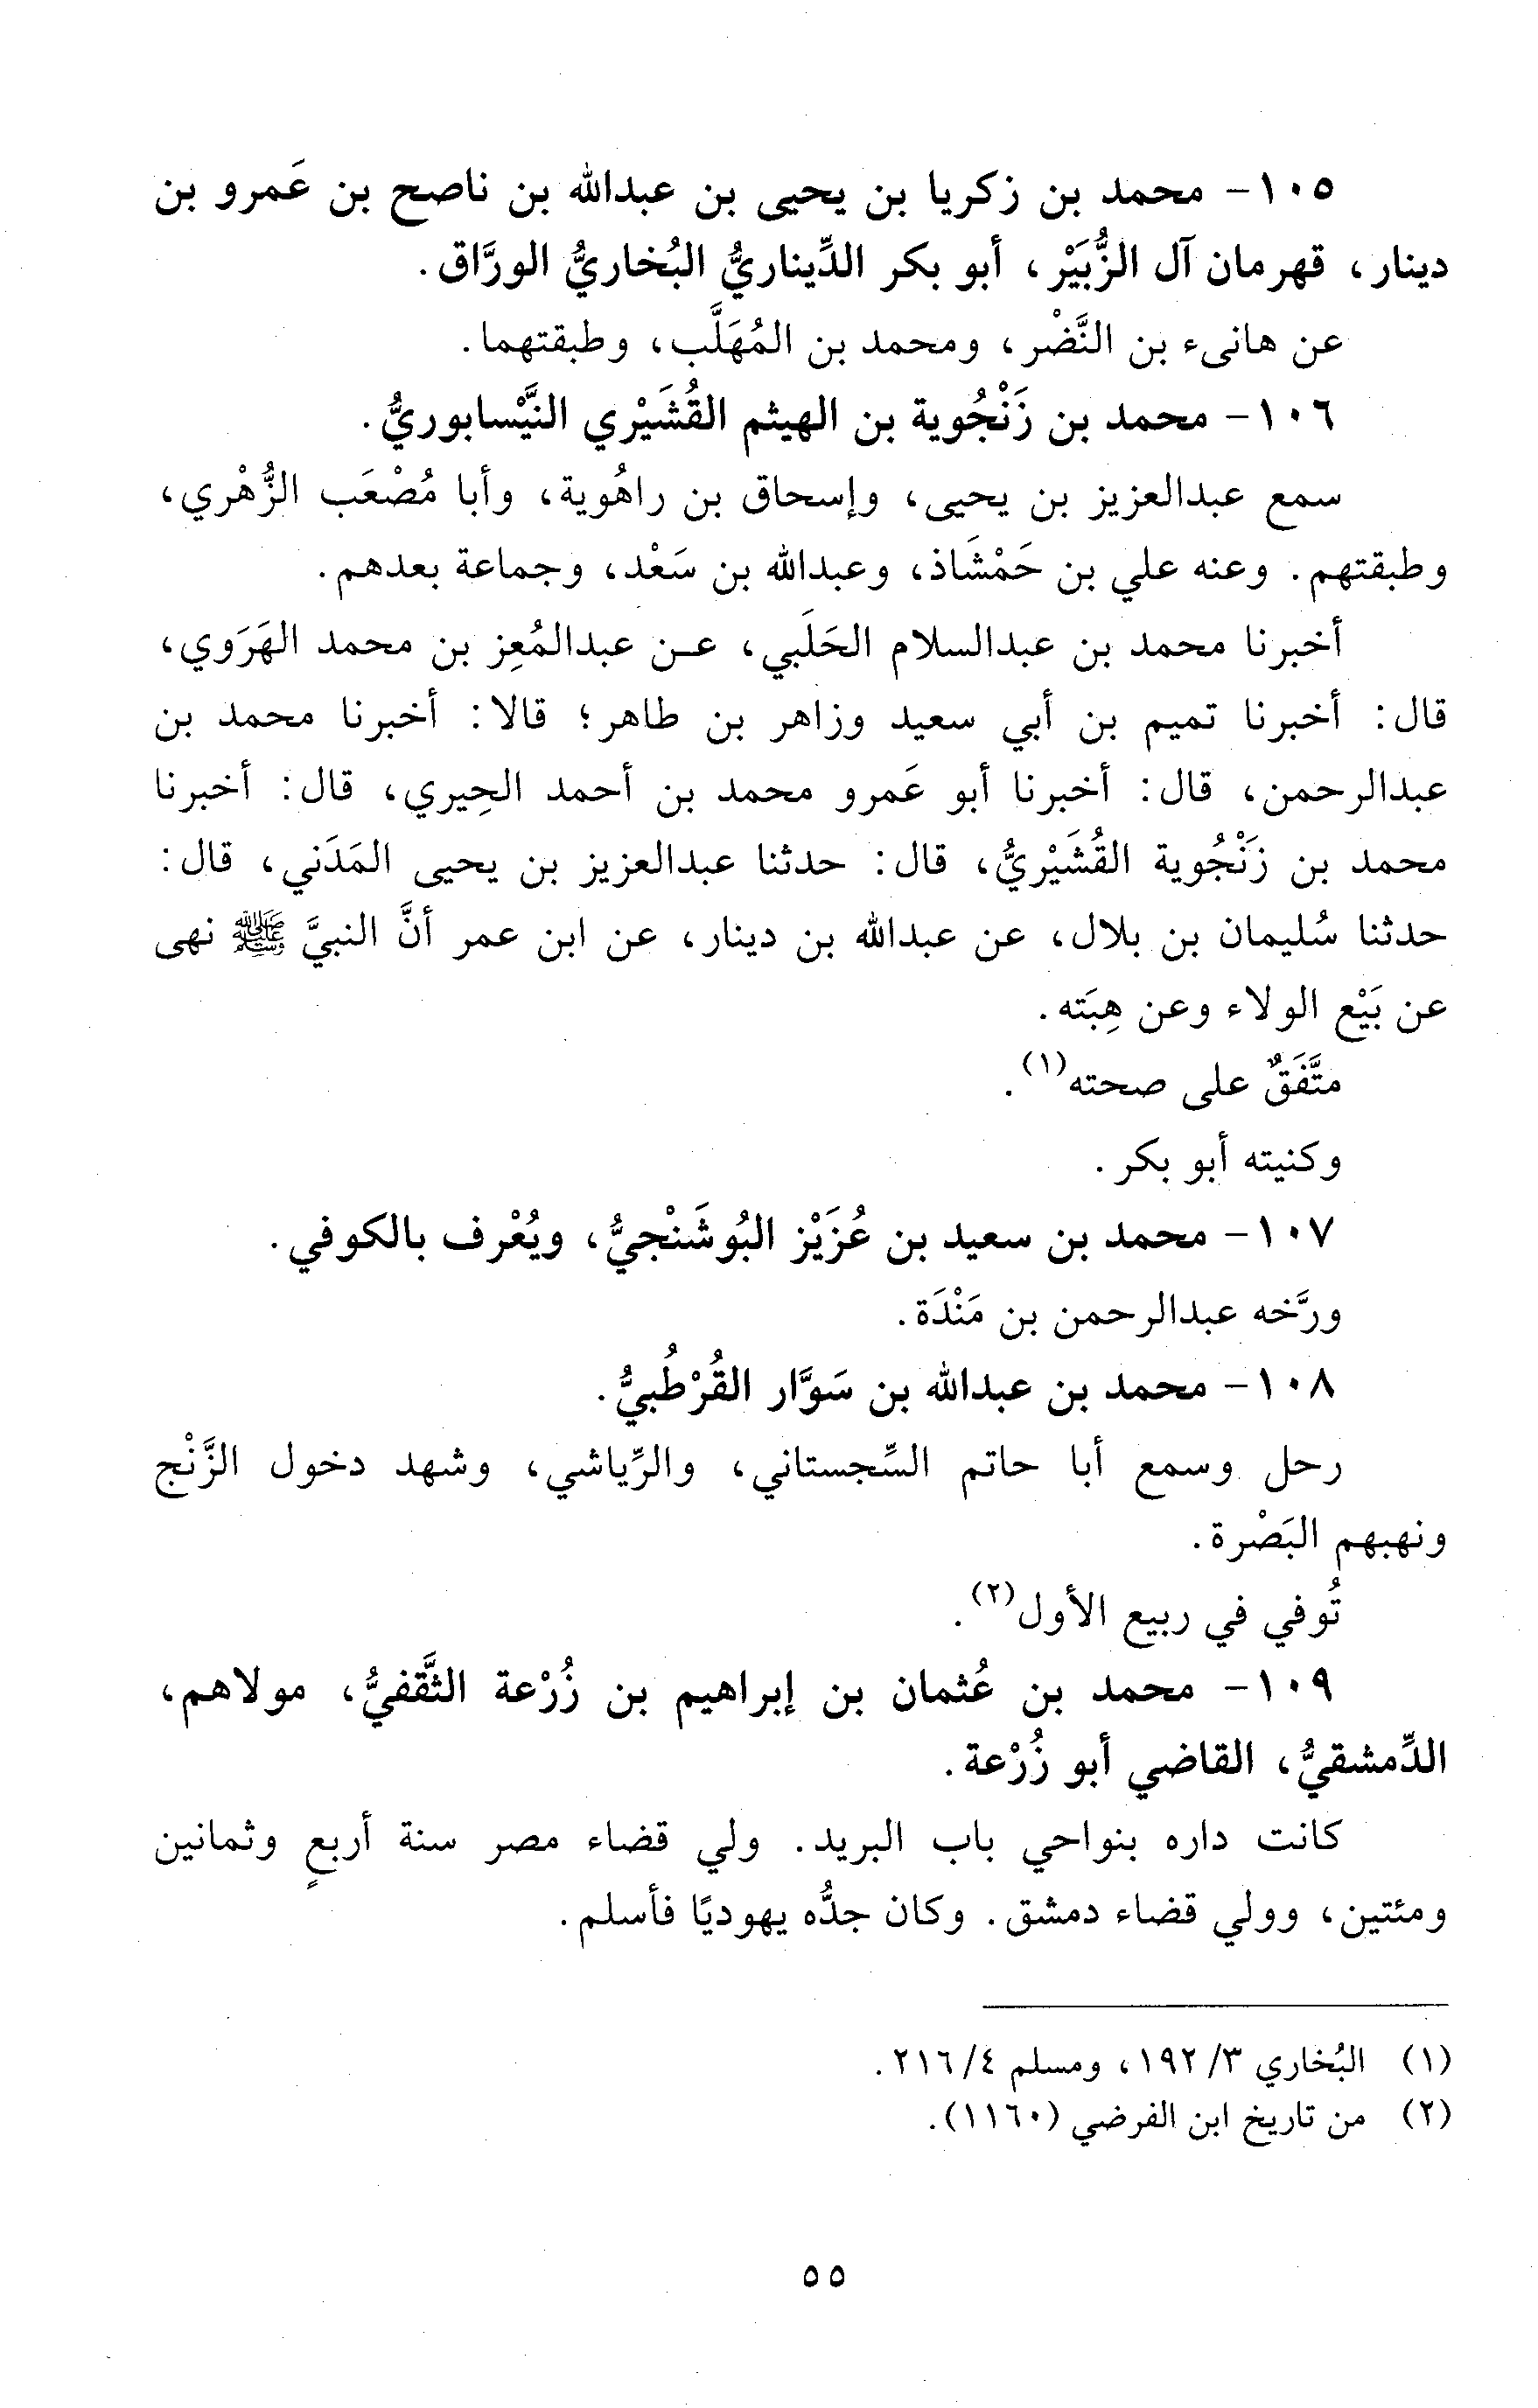 ١٠٥- محمد بن زكريا بن يحيى بن عبدالله بن ناصح بن عَمرو بن
دينار، قهرمان آل الزُّبَيْر، أبو بكر الدِّيناريُّ البُخاريُّ الورَّاق.
عن هانىء بن النَّضْر، ومحمد بن المُهَلَّب، وطبقتهما.
١٠٦- محمد بن زَنْجُوية بن الهيثم القُشَيْري النَّيْسابوريُّ.
سمع عبدالعزيز بن يحيى، وإسحاق بن راهُوية، وأبا مُصْعَب الزُّهْري،
وطبقتهم. وعنه علي بن حَمْشَاذ، وعبدالله بن سَعْد، وجماعة بعدهم.
أخبرنا محمد بن عبدالسلام الحَلَبي، عن عبدالمُعِز بن محمد الهَرَوي،
قال: أخبرنا تميم بن أبي سعيد وزاهر بن طاهر؛ قالا: أخبرنا محمد بن
عبدالرحمن، قال: أخبرنا أبو عَمرو محمد بن أحمد الحِيري، قال: أخبرنا
محمد بن زَنْجُوية القُشَيْريُّ، قال: حدثنا عبدالعزيز بن يحيى المَدَني، قال:
حدثنا سُليمان بن بلال، عن عبدالله بن دينار، عن ابن عمر أنَّ النبيَّ ﷺ نهى
عن بَيْع الولاء وعن هِبَته.
متَّفَقٌ على صحته(١).
وكنيته أبو بكر.
١٠٧- محمد بن سعيد بن عُزَيْز البُوشَنْجيُّ، ويُعْرف بالكوفي.
ورَّخه عبدالرحمن بن مَنْدَة.
١٠٨- محمد بن عبدالله بن سَوَّار القُرْطُبيُّ.
رحل وسمع أبا حاتم السِّجستاني، والرِّياشي، وشهد دخول الزَّنْج
ونهبهم البَصْرة.
تُوفي في ربيع الأول(٢).
١٠٩- محمد بن عُثمان بن إبراهيم بن زُرْعة الثَّقفيُّ، مولاهم،
الدِّمشقيُّ، القاضي أبو زُرْعة.
كانت داره بنواحي باب البريد. ولي قضاء مصر سنة أربعٍ وثمانين
ومئتين، وولي قضاء دمشق. وكان جدُّه يهوديًا فأسلم.
(١) البُخاري ٣/ ١٩٢، ومسلم ٤/ ٢١٦.
(٢) من تاريخ ابن الفرضي (١١٦٠).
٥٥